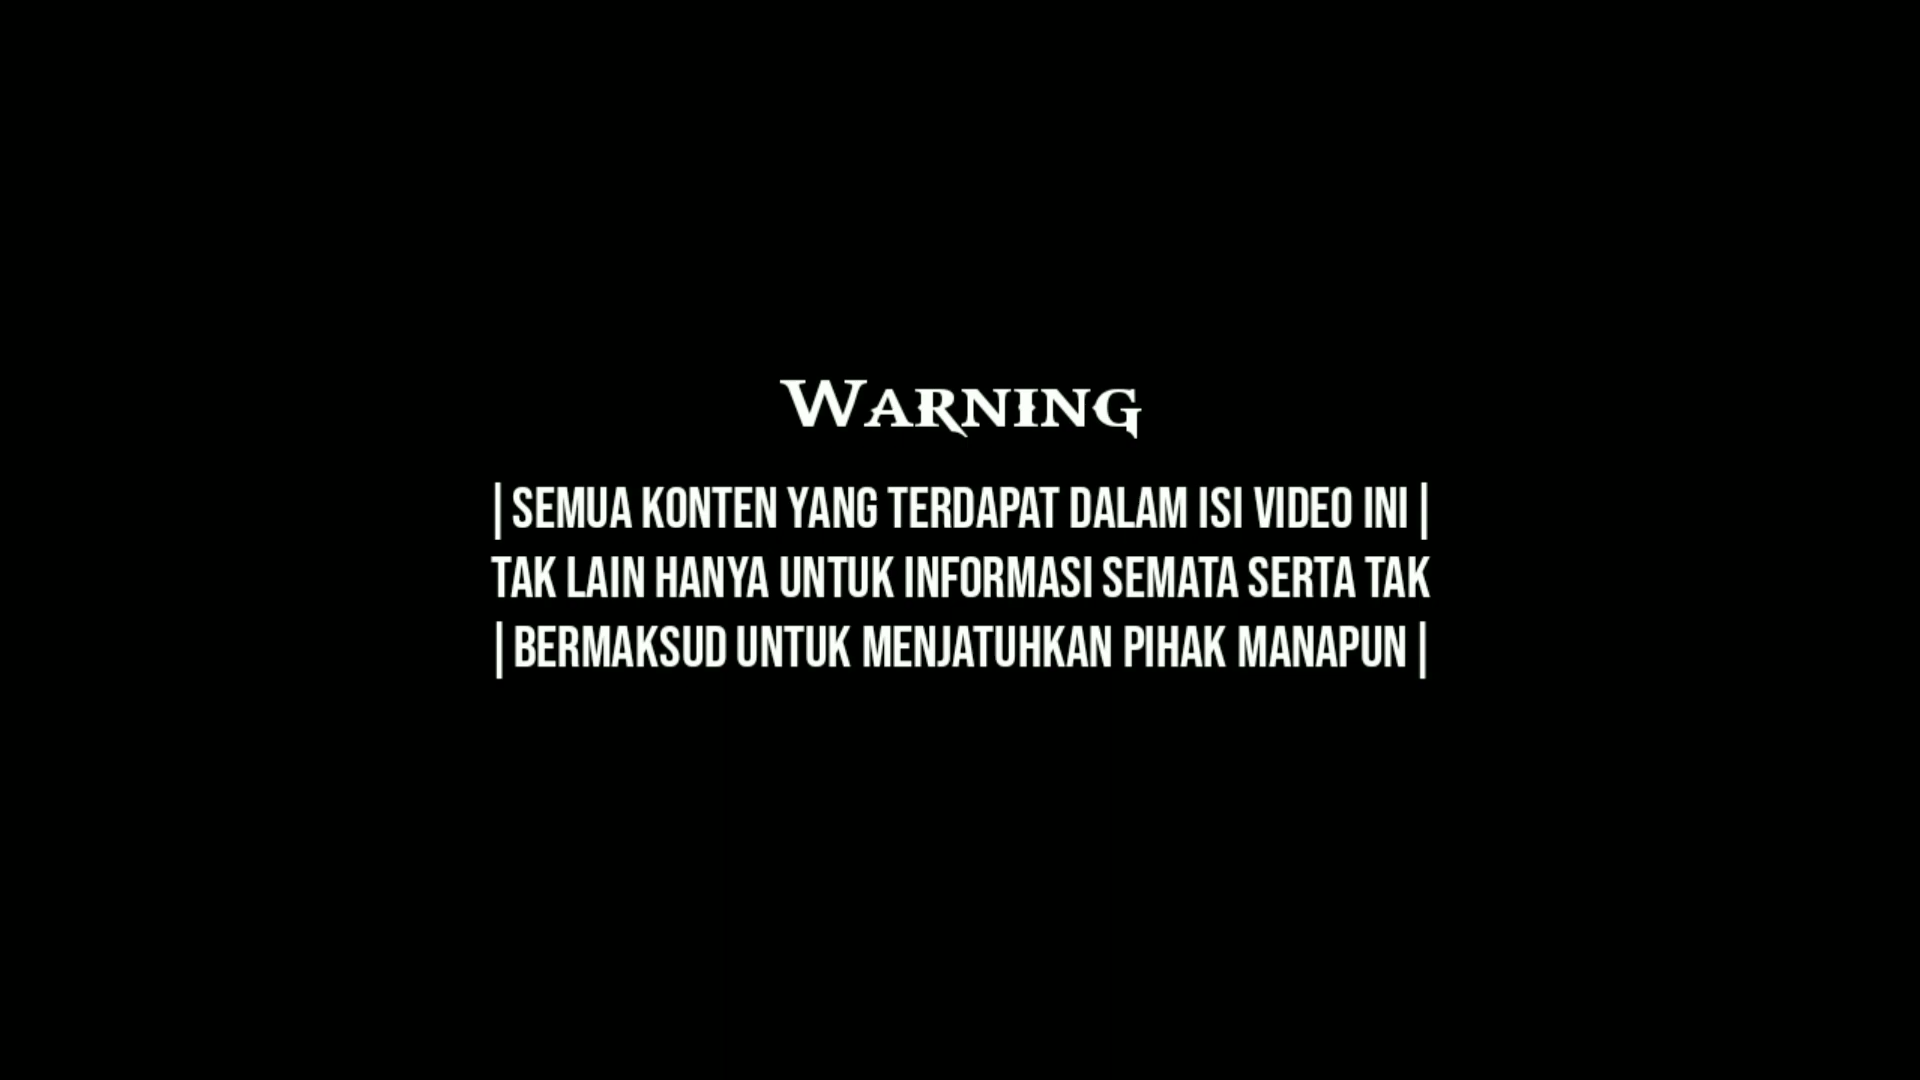 Warning
|SEMUA KONTEN YANG TERDAPAT DALAM ISI VIDEO INI|
TAK LAIN HANYA UNTUK INFORMASI SEMATA SERTA TAK
|BERMAKSUD UNTUK MENJATUHKAN PIHAK MANAPUN|